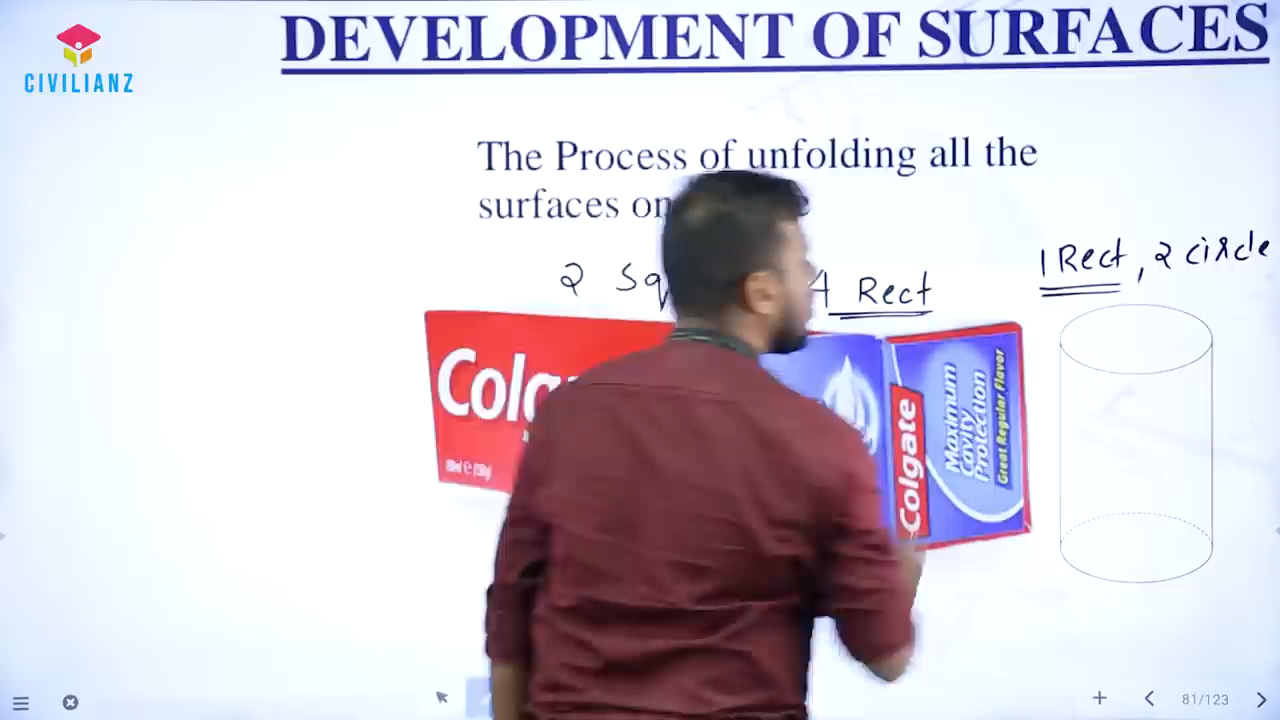 DEVELOPMENT OF SURFACES
CIVILIANZ
The Process of unfolding all the
surfaces on
2 Sq 4 Rect
1 Rect, 2 circle
Colg
Colgate
Maximum
Cavity
Protection
Great Regular Flavor
81/123